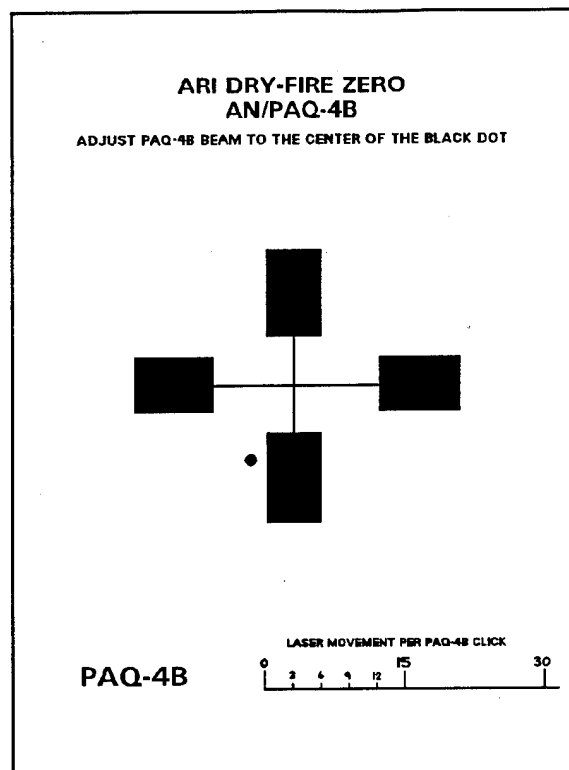 ARI DRY-FIRE ZERO
AN/PAQ-4B
ADJUST PAQ-4B BEAM TO THE CENTER OF THE BLACK DOT
LASER MOVEMENT PER PAQ-4B CLICK
0 3 6 9 12 15 30
PAQ-4B